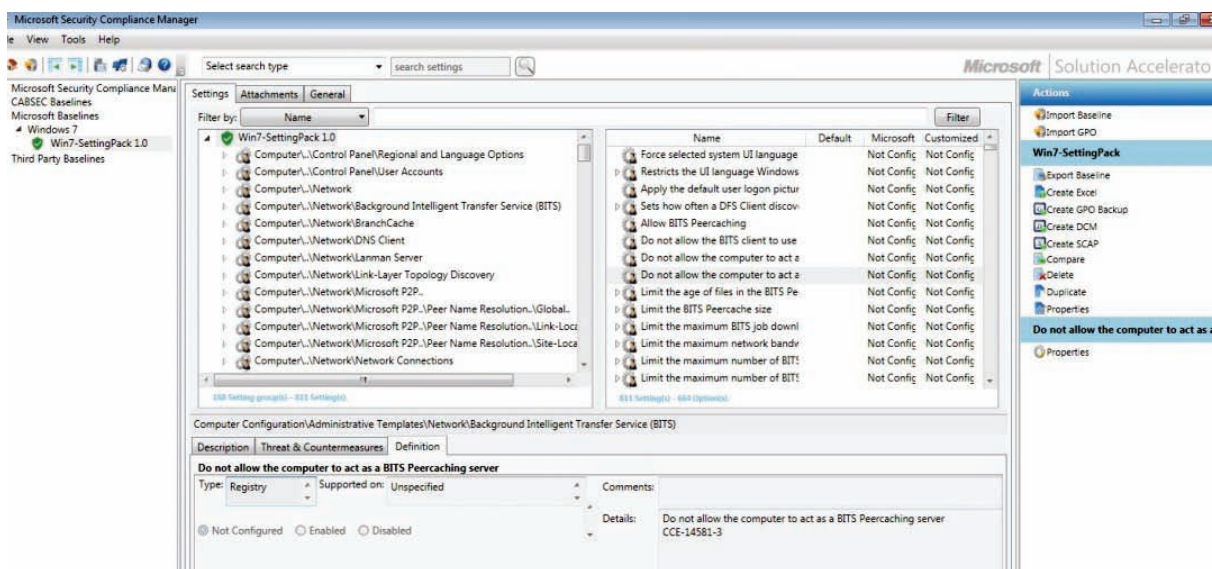 Microsoft Security Compliance Manager
View Tools Help
Select search type search settings Microsoft Solution Accelerato
Microsoft Security Compliance Mana
CABSEC Baselines
Microsoft Baselines
Windows 7
Win7-SettingPack 1.0
Third Party Baselines
Settings Attachments General
Filter by: Name Filter
Win7-SettingPack 1.0
Computer\..\Control Panel\Regional and Language Options
Computer\..\Control Panel\User Accounts
Computer\..\Network
Computer\..\Network\Background Intelligent Transfer Service (BITS)
Computer\..\Network\BranchCache
Computer\..\Network\DNS Client
Computer\..\Network\Lanman Server
Computer\..\Network\Link-Layer Topology Discovery
Computer\..\Network\Microsoft P2P..
Computer\..\Network\Microsoft P2P..\Peer Name Resolution..\Global..
Computer\..\Network\Microsoft P2P..\Peer Name Resolution..\Link-Loca
Computer\..\Network\Microsoft P2P..\Peer Name Resolution..\Site-Loca
Computer\..\Network\Network Connections
168 Setting group(s) - 811 Setting(s)
Name Default Microsoft Customized
Force selected system UI language Not Config Not Config
Restricts the UI language Windows Not Config Not Config
Apply the default user logon pictur Not Config Not Config
Sets how often a DFS Client discov Not Config Not Config
Allow BITS Peercaching Not Config Not Config
Do not allow the BITS client to use Not Config Not Config
Do not allow the computer to act a Not Config Not Config
Do not allow the computer to act a Not Config Not Config
Limit the age of files in the BITS Pe Not Config Not Config
Limit the BITS Peercache size Not Config Not Config
Limit the maximum BITS job downl Not Config Not Config
Limit the maximum network bandw Not Config Not Config
Limit the maximum number of BITS Not Config Not Config
Limit the maximum number of BITS Not Config Not Config
811 Setting(s) - 660 Option(s)
Computer Configuration\Administrative Templates\Network\Background Intelligent Transfer Service (BITS)
Description Threat & Countermeasures Definition
Do not allow the computer to act as a BITS Peercaching server
Type: Registry Supported on: Unspecified
Not Configured Enabled Disabled
Comments:
Details: Do not allow the computer to act as a BITS Peercaching server
CCE-14581-3
Actions
Import Baseline
Import GPO
Win7-SettingPack
Export Baseline
Create Excel
Create GPO Backup
Create DCM
Create SCAP
Compare
Delete
Duplicate
Properties
Do not allow the computer to act as a
Properties